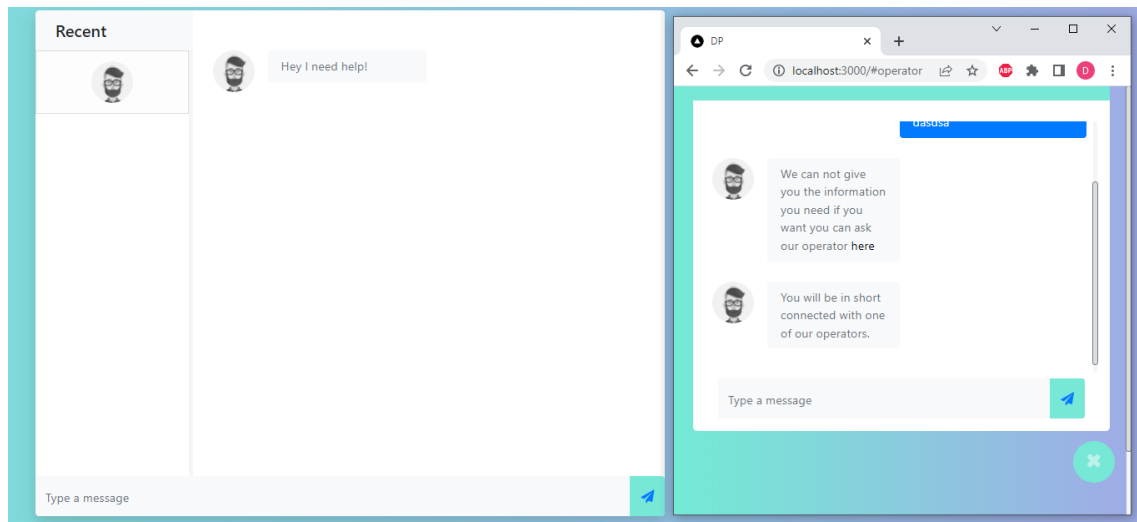 Recent
Hey I need help!
Type a message
DP
localhost:3000/#operator
ABP
D
dasdsa
We can not give
you the information
you need if you
want you can ask
our operator here
You will be in short
connected with one
of our operators.
Type a message